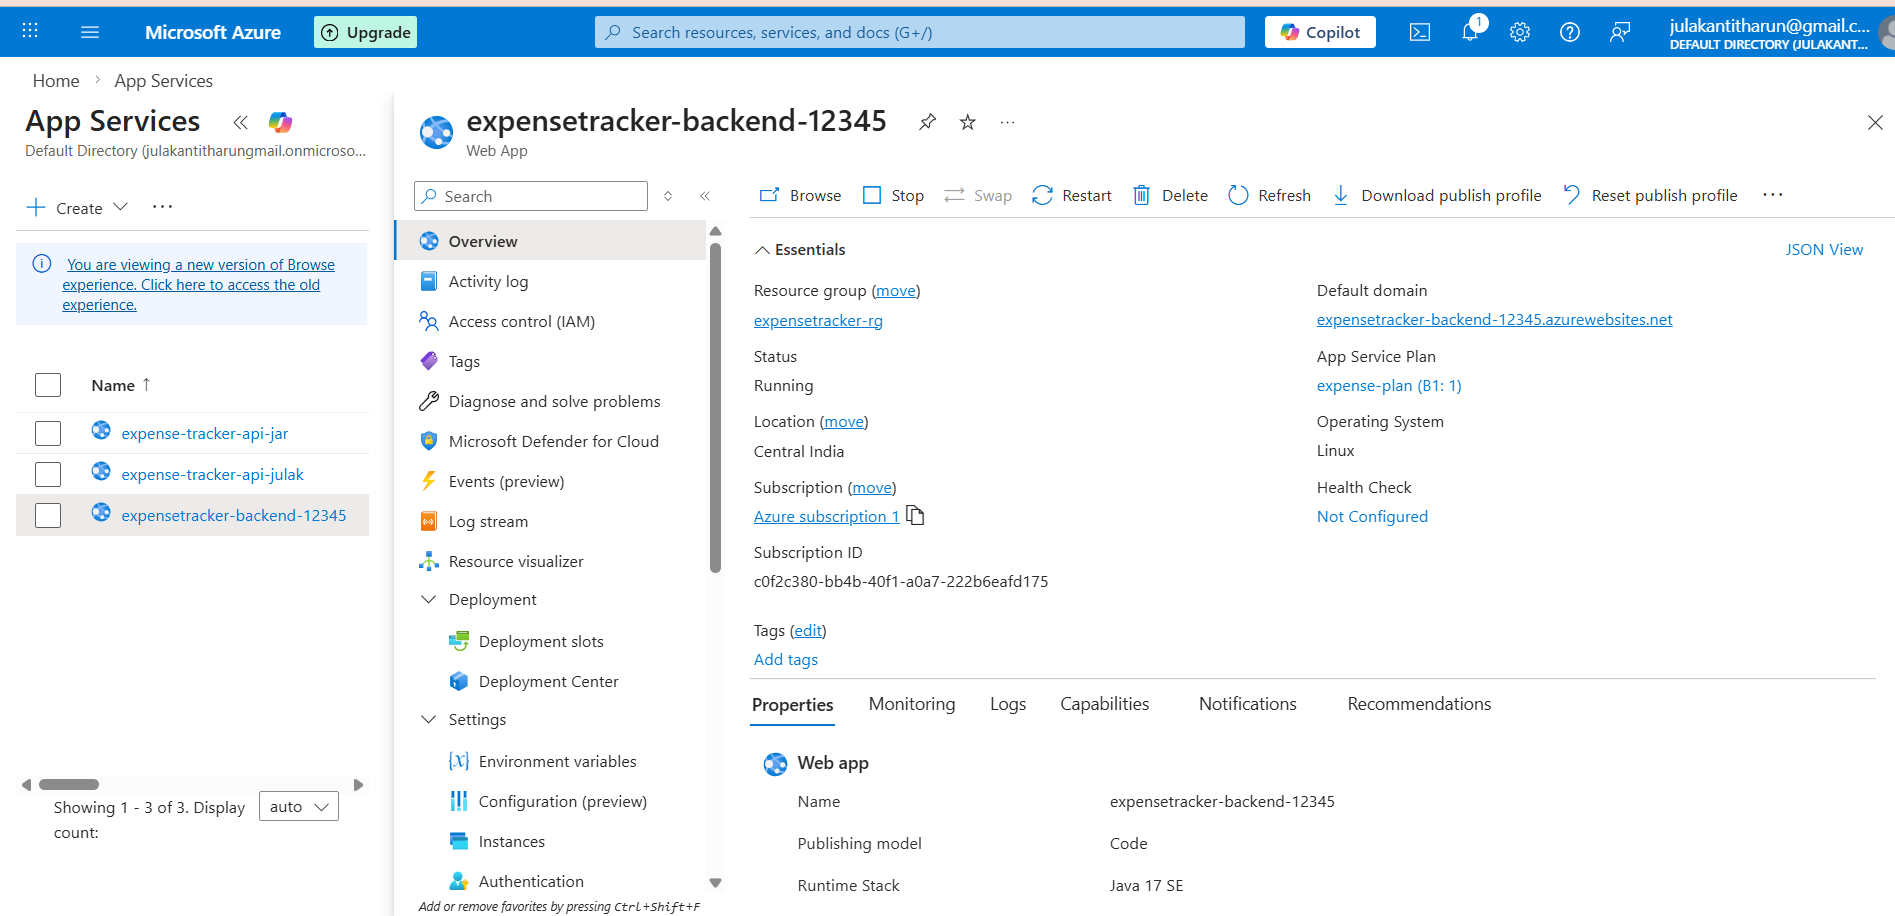 Microsoft Azure
Upgrade
Search resources, services, and docs (G+/)
Copilot
1
julakantitharun@gmail.c...
DEFAULT DIRECTORY (JULAKANT...
Home
App Services
App Services
Default Directory (julakantitharungmail.onmicroso...
Create
You are viewing a new version of Browse
experience. Click here to access the old
experience.
Name ↑
expense-tracker-api-jar
expense-tracker-api-julak
expensetracker-backend-12345
Showing 1 - 3 of 3. Display
count:
auto
expensetracker-backend-12345
Web App
Search
Overview
Activity log
Access control (IAM)
Tags
Diagnose and solve problems
Microsoft Defender for Cloud
Events (preview)
Log stream
Resource visualizer
Deployment
Deployment slots
Deployment Center
Settings
Environment variables
Configuration (preview)
Instances
Authentication
Add or remove favorites by pressing Ctrl+Shift+F
Browse
Stop
Swap
Restart
Delete
Refresh
Download publish profile
Reset publish profile
Essentials
JSON View
Resource group (move)
expensetracker-rg
Status
Running
Location (move)
Central India
Subscription (move)
Azure subscription 1
Subscription ID
c0f2c380-bb4b-40f1-a0a7-222b6eafd175
Default domain
expensetracker-backend-12345.azurewebsites.net
App Service Plan
expense-plan (B1: 1)
Operating System
Linux
Health Check
Not Configured
Tags (edit)
Add tags
Properties
Monitoring
Logs
Capabilities
Notifications
Recommendations
Web app
Name expensetracker-backend-12345
Publishing model Code
Runtime Stack Java 17 SE